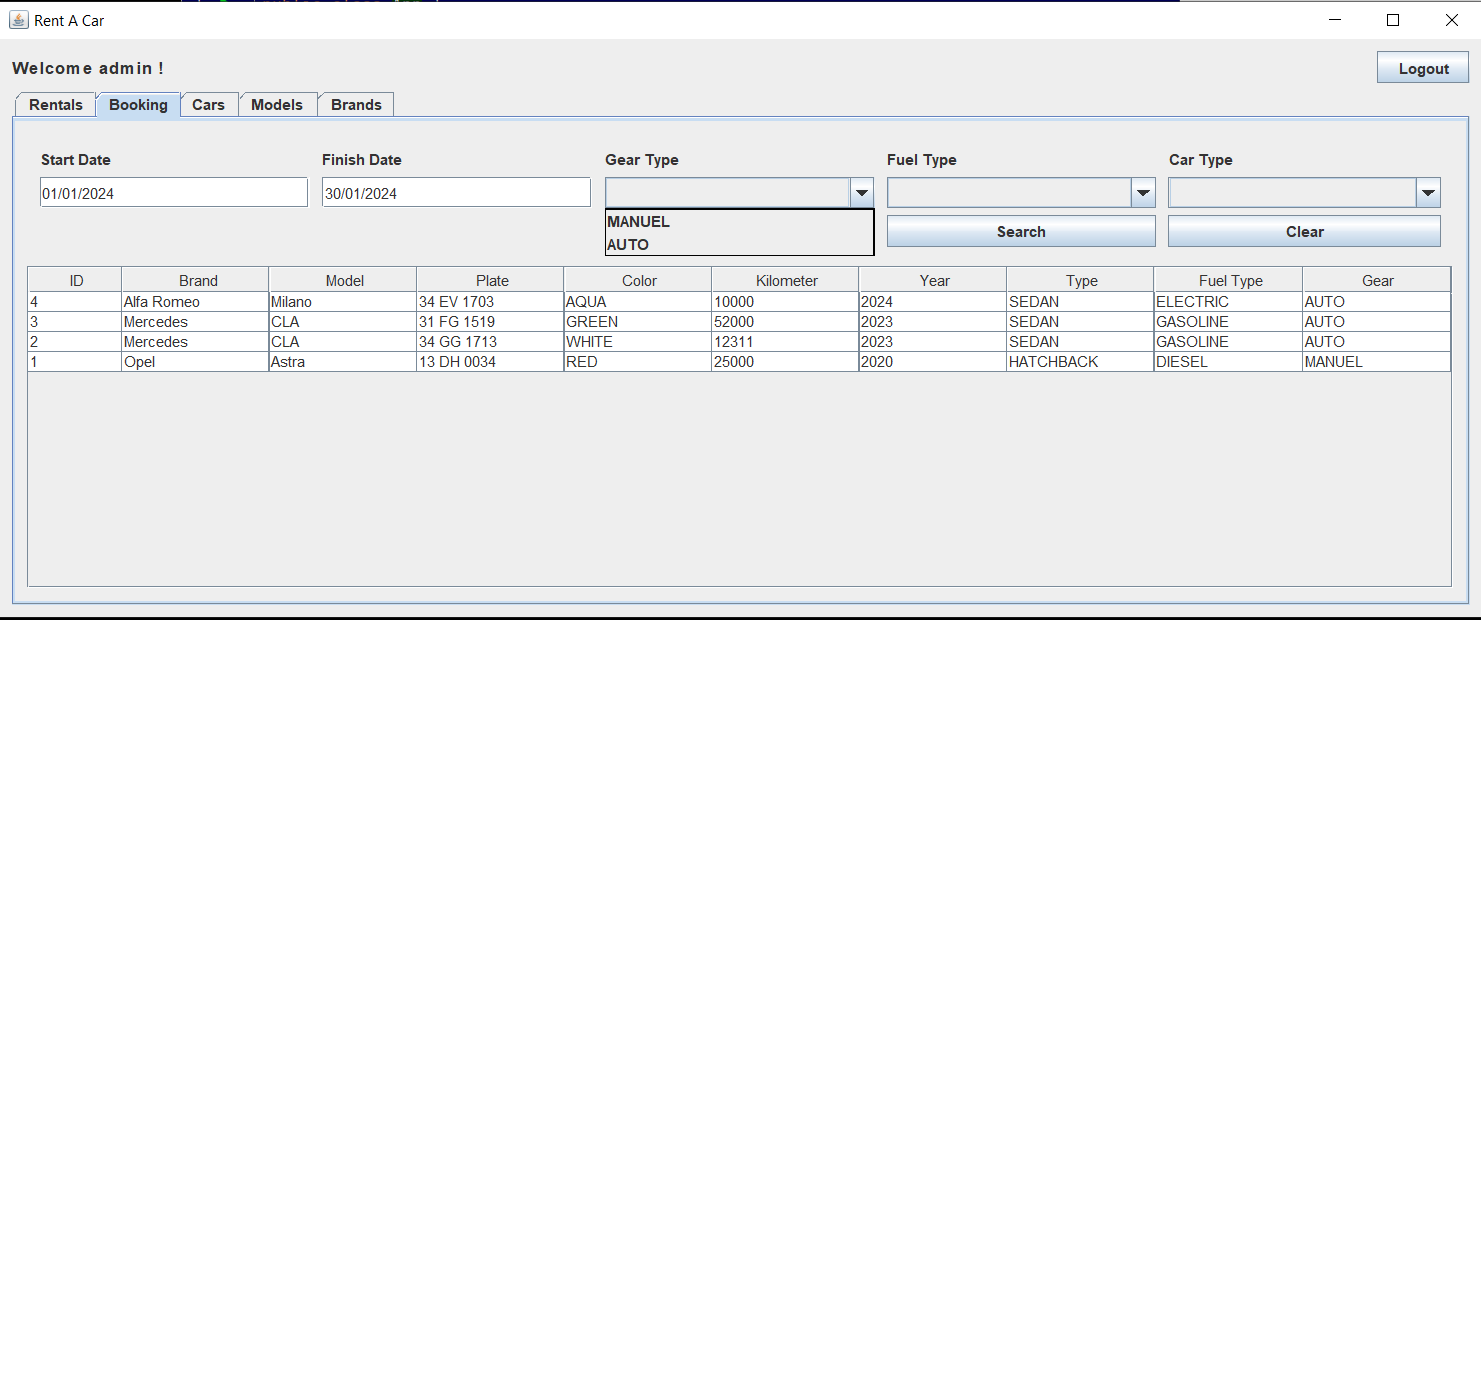 Rent A Car
Welcome admin !
Logout
Rentals Booking Cars Models Brands
Start Date Finish Date Gear Type Fuel Type Car Type
01/01/2024 30/01/2024
MANUEL
AUTO
Search Clear
ID Brand Model Plate Color Kilometer Year Type Fuel Type Gear
4 Alfa Romeo Milano 34 EV 1703 AQUA 10000 2024 SEDAN ELECTRIC AUTO
3 Mercedes CLA 31 FG 1519 GREEN 52000 2023 SEDAN GASOLINE AUTO
2 Mercedes CLA 34 GG 1713 WHITE 12311 2023 SEDAN GASOLINE AUTO
1 Opel Astra 13 DH 0034 RED 25000 2020 HATCHBACK DIESEL MANUEL